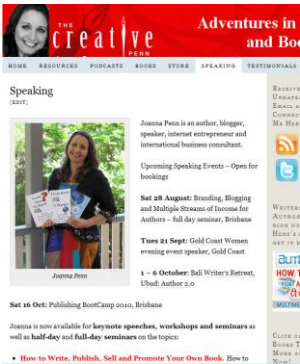 THE
creative
PENN
Adventures in
and Boo
HOME RESOURCES PODCASTS BOOKS STORE SPEAKING TESTIMONIALS
Speaking
[EDIT]
Joanna Penn is an author, blogger,
speaker, internet entrepreneur and
international business consultant.
Upcoming Speaking Events – Open for
bookings
Sat 28 August: Branding, Blogging
and Multiple Streams of Income for
Authors – full day seminar, Brisbane
Tues 21 Sept: Gold Coast Women
evening event speaker, Gold Coast
1 – 6 October: Bali Writer's Retreat,
Ubud: Author 2.0
Joanna Penn
Sat 16 Oct: Publishing BootCamp 2010, Brisbane
Joanna is now available for keynote speeches, workshops and seminars as
well as half-day and full-day seminars on the topics:
How to Write, Publish, Sell and Promote Your Own Book. How to